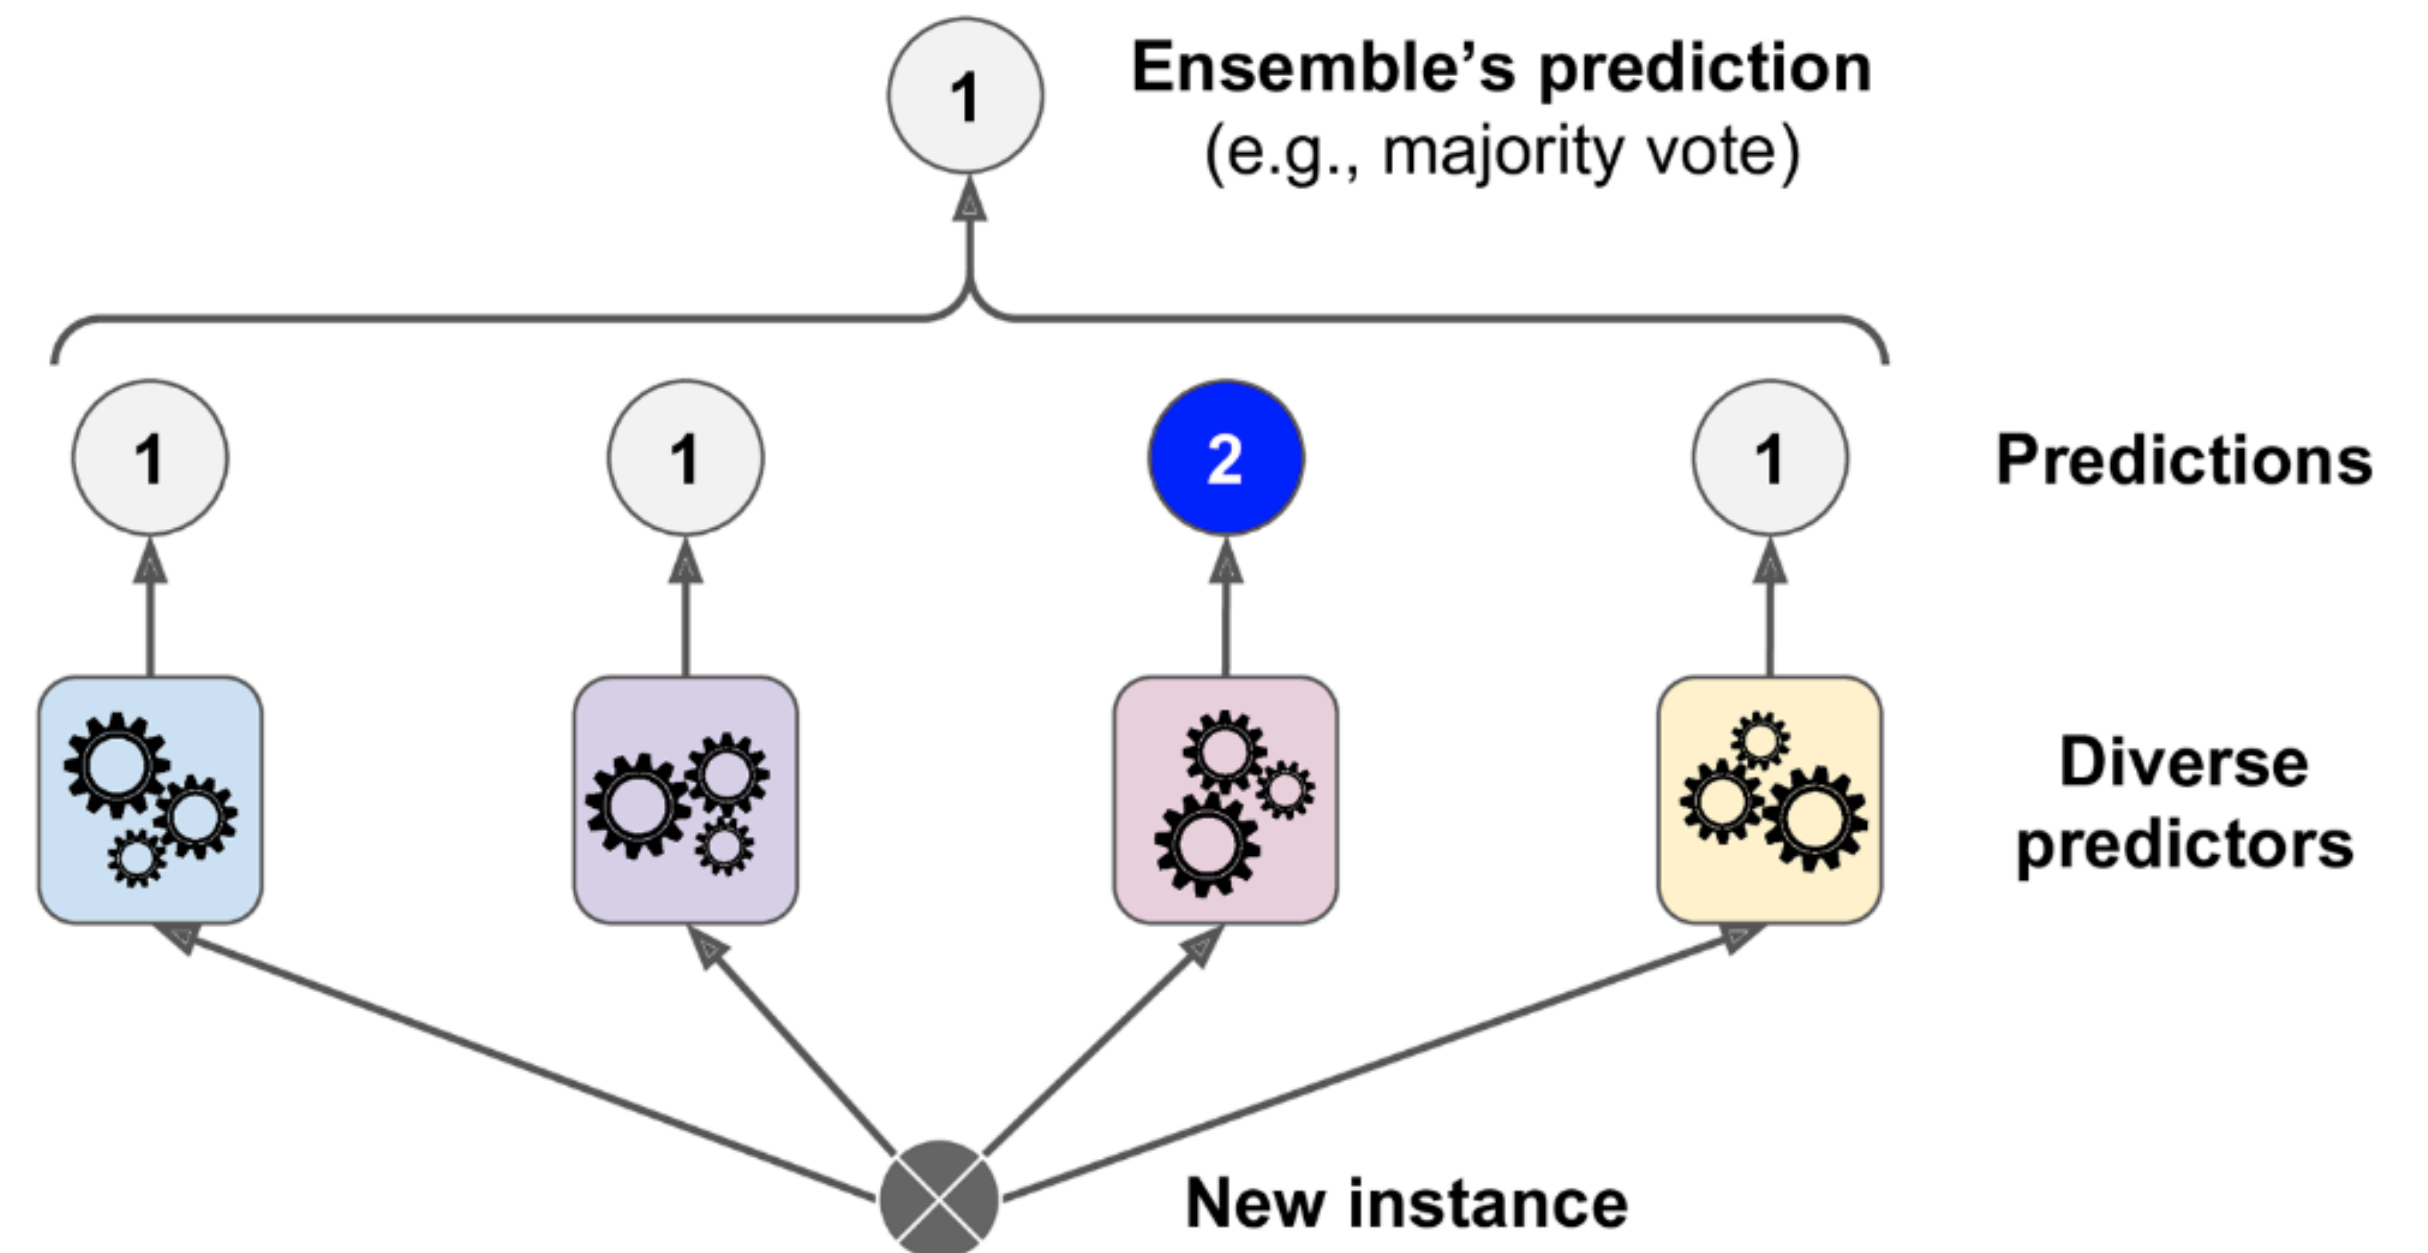 1
Ensemble’s prediction
(e.g., majority vote)
1
1
2
1
Predictions
Diverse
predictors
New instance